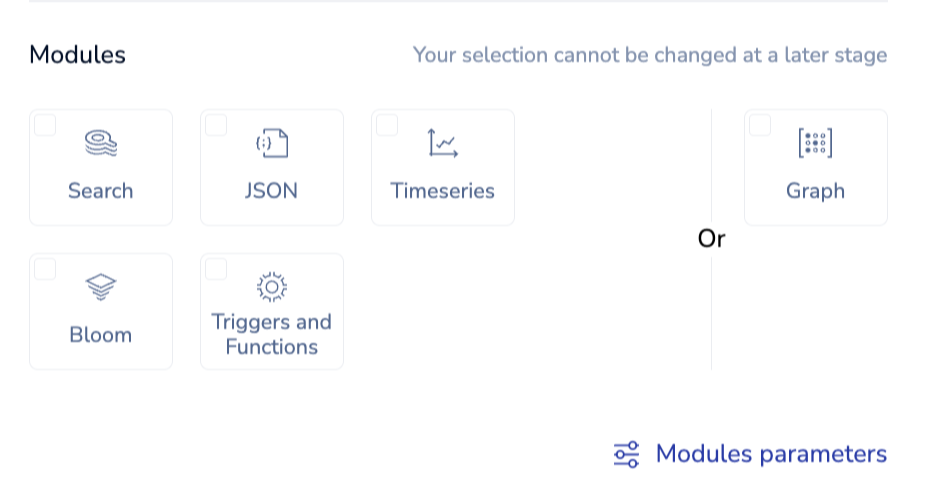 Modules
Your selection cannot be changed at a later stage
Search
JSON
Timeseries
Graph
Or
Bloom
Triggers and
Functions
Modules parameters